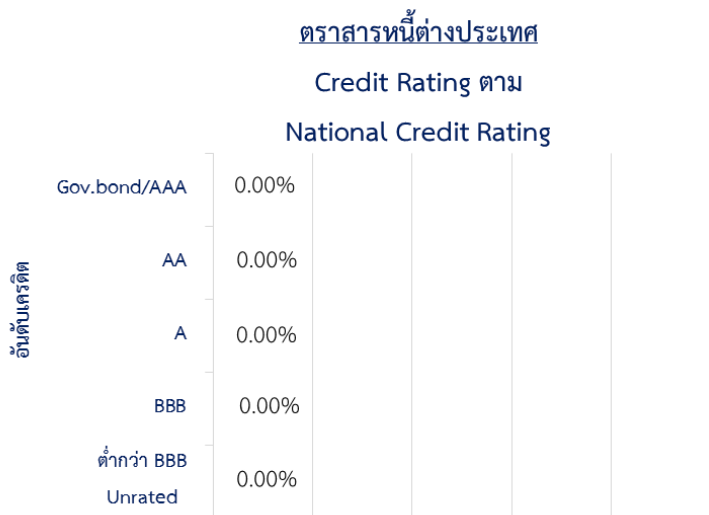 ตราสารหนี้ต่างประเทศ
Credit Rating ตาม
National Credit Rating
Gov.bond/AAA 0.00%
AA 0.00%
A 0.00%
BBB 0.00%
ต่ำกว่า BBB
Unrated 0.00%
อันดับเครดิต